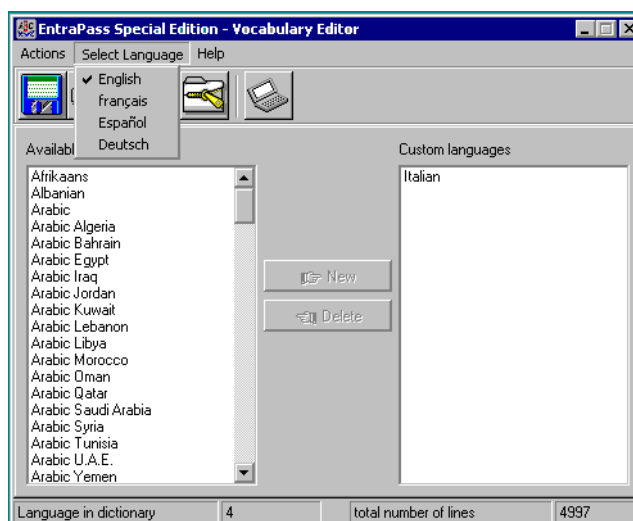 EntraPass Special Edition - Vocabulary Editor
Actions Select Language Help
English
français
Español
Deutsch
Custom languages
Afrikaans
Albanian
Arabic
Arabic Algeria
Arabic Bahrain
Arabic Egypt
Arabic Iraq
Arabic Jordan
Arabic Kuwait
Arabic Lebanon
Arabic Libya
Arabic Morocco
Arabic Oman
Arabic Qatar
Arabic Saudi Arabia
Arabic Syria
Arabic Tunisia
Arabic U.A.E.
Arabic Yemen
New
Delete
Italian
Language in dictionary 4 total number of lines 4997